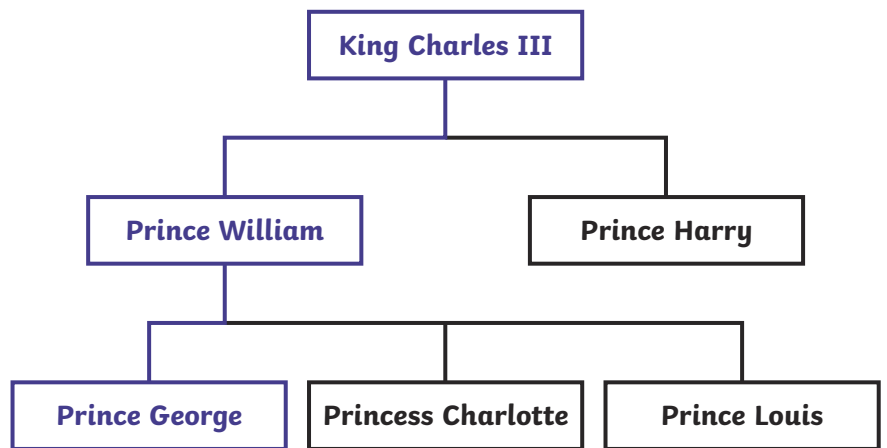 King Charles III
Prince William
Prince Harry
Prince George
Princess Charlotte
Prince Louis